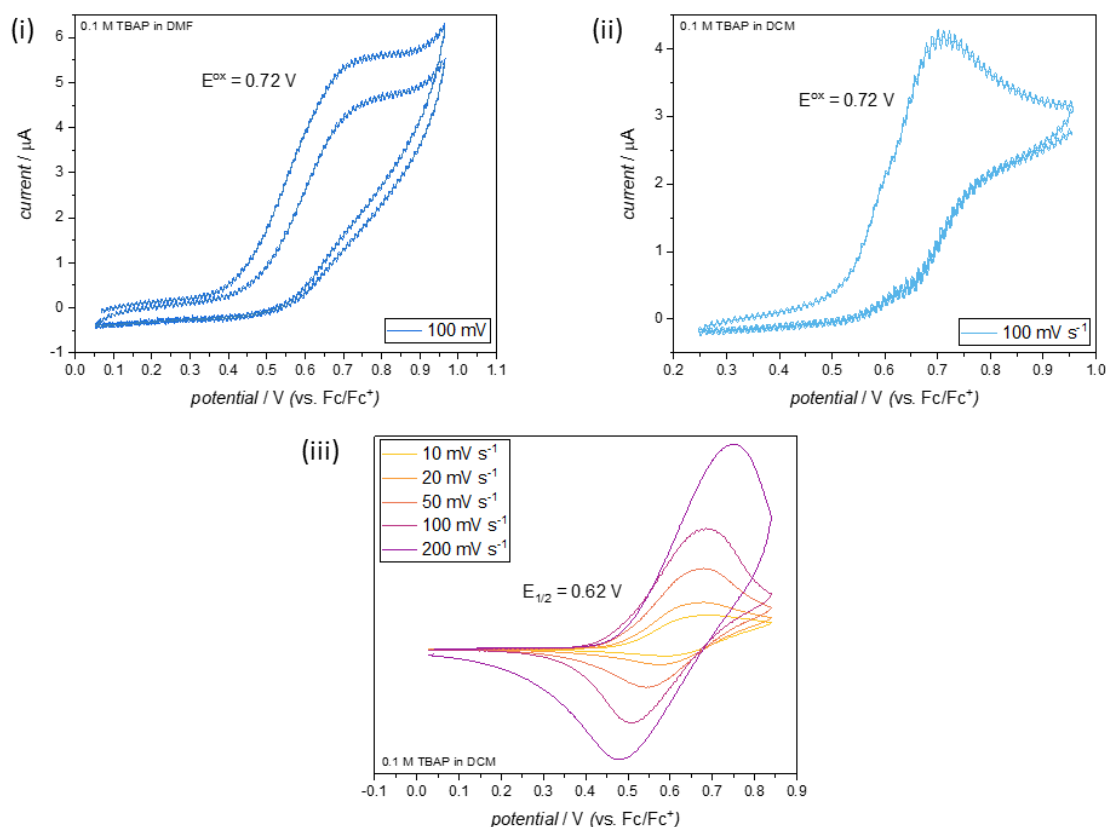 (i)
0.1 M TBAP in DMF
E^ox = 0.72 V
6
5
4
3
2
1
0
-1
current / μA
100 mV
0.0 0.1 0.2 0.3 0.4 0.5 0.6 0.7 0.8 0.9 1.0 1.1
potential / V (vs. Fc/Fc⁺)
(ii)
0.1 M TBAP in DCM
E^ox = 0.72 V
4
3
2
1
0
current / μA
100 mV s⁻¹
0.2 0.3 0.4 0.5 0.6 0.7 0.8 0.9 1.0
potential / V (vs. Fc/Fc⁺)
(iii)
10 mV s⁻¹
20 mV s⁻¹
50 mV s⁻¹
100 mV s⁻¹
200 mV s⁻¹
E₁/₂ = 0.62 V
0.1 M TBAP in DCM
-0.1 0.0 0.1 0.2 0.3 0.4 0.5 0.6 0.7 0.8 0.9
potential / V (vs. Fc/Fc⁺)